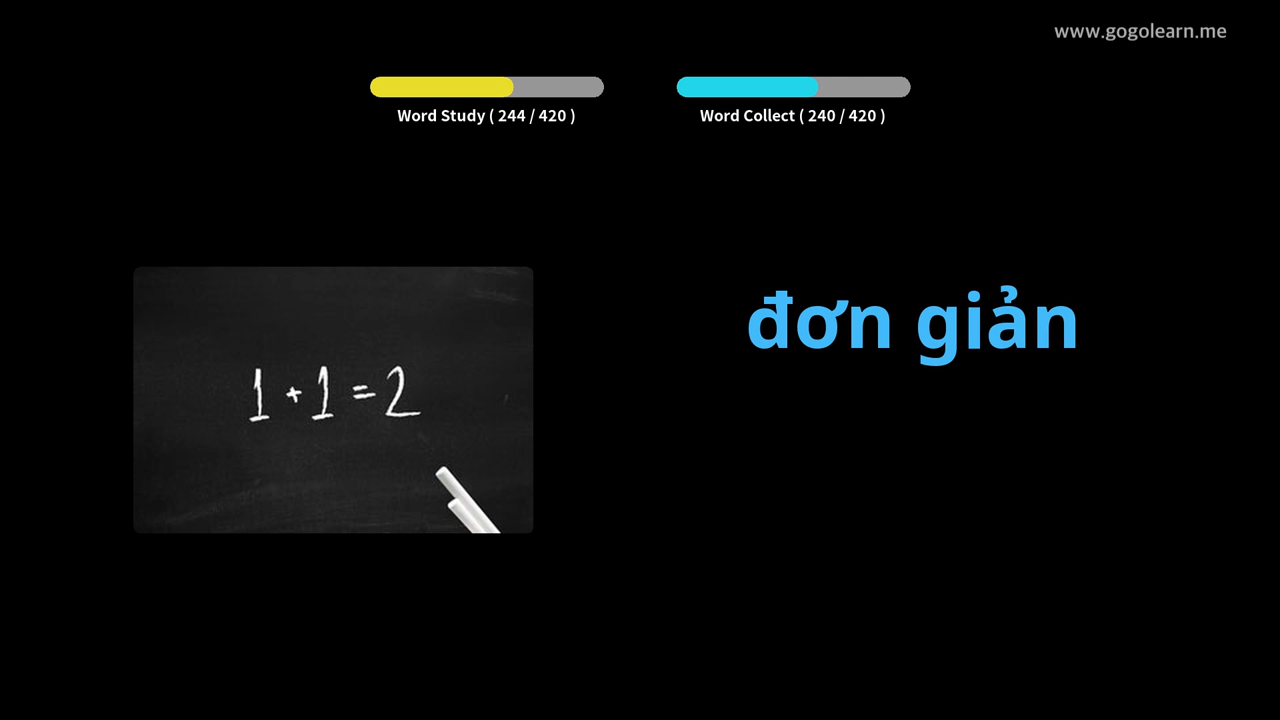 www.gogolearn.me
Word Study ( 244 / 420 )
Word Collect ( 240 / 420 )
1 + 1 = 2
đơn giản